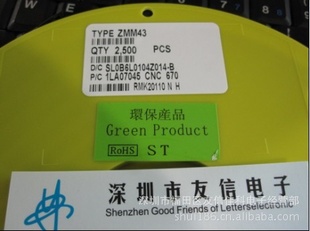 TYPE ZMM43
QTY 2,500 PCS
D/C SL0B6L0104Z014-B
P/C 1LA07045 CNC 670
RMK20110 N H
環保產品
Green Product
RoHS ST
深圳市友信电子
Shenzhen Good Friends of Letterselectronic